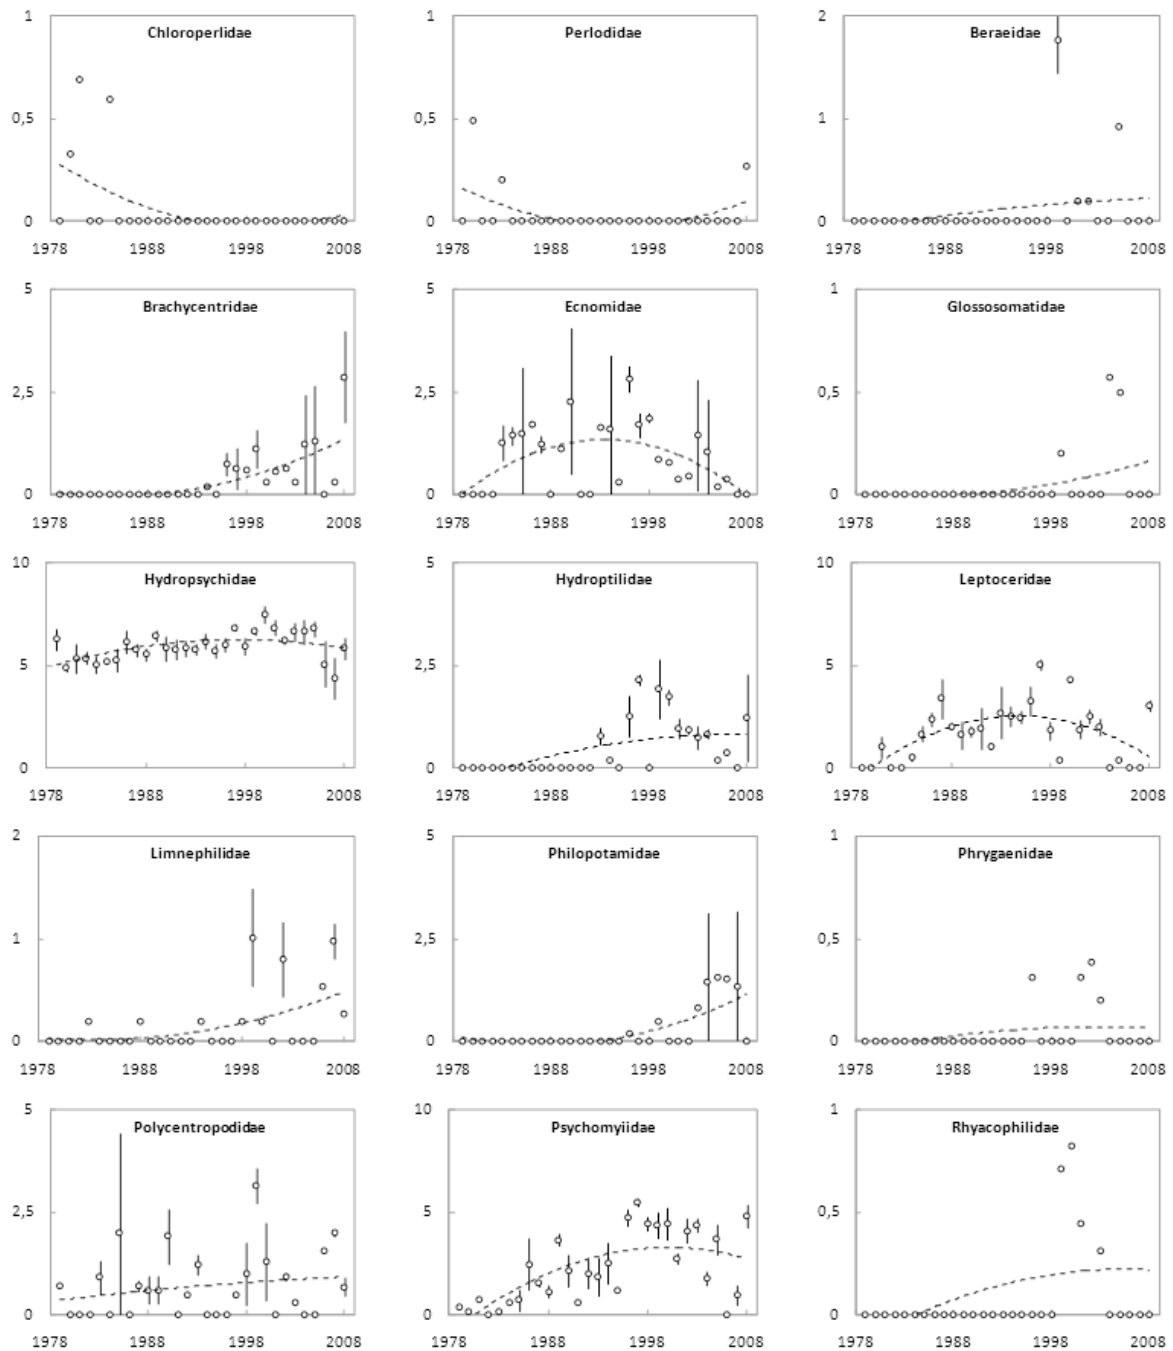 1 Chloroperlidae
0,5
0
1978 1988 1998 2008
1 Perlodidae
0,5
0
1978 1988 1998 2008
2 Beraeidae
1
0
1978 1988 1998 2008
5 Brachycentridae
2,5
0
1978 1988 1998 2008
5 Ecnomidae
2,5
0
1978 1988 1998 2008
1 Glossosomatidae
0,5
0
1978 1988 1998 2008
10 Hydropsychidae
5
0
1978 1988 1998 2008
5 Hydroptilidae
2,5
0
1978 1988 1998 2008
10 Leptoceridae
5
0
1978 1988 1998 2008
2 Limnephilidae
1
0
1978 1988 1998 2008
5 Philopotamidae
2,5
0
1978 1988 1998 2008
1 Phrygaenidae
0,5
0
1978 1988 1998 2008
5 Polycentropodidae
2,5
0
1978 1988 1998 2008
10 Psychomyiidae
5
0
1978 1988 1998 2008
1 Rhyacophilidae
0,5
0
1978 1988 1998 2008